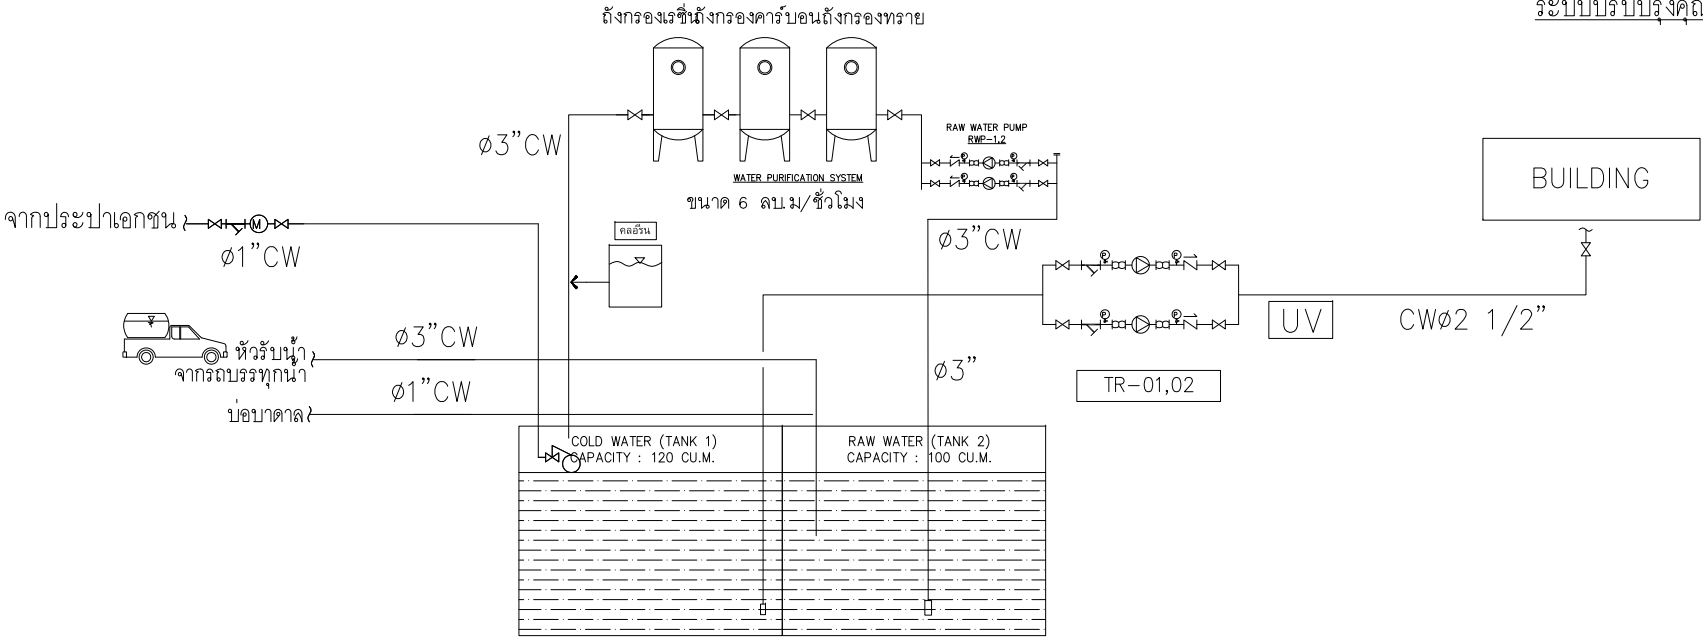 ถังกรองเรซิ่นถังกรองคาร์บอนถังกรองทราย
RAW WATER PUMP
RWP-1,2
ø3"CW
WATER PURIFICATION SYSTEM
ขนาด 6 ลบ.ม/ชั่วโมง
BUILDING
จากประปาเอกชน
M
ø1"CW
คลอรีน
ø3"CW
UV
CWø2 1/2"
ø3"CW
หัวรับน้ำ
จากรถบรรทุกน้ำ
ø3"
TR-01,02
ø1"CW
บ่อบาดาล
COLD WATER (TANK 1)
CAPACITY : 120 CU.M.
RAW WATER (TANK 2)
CAPACITY : 100 CU.M.